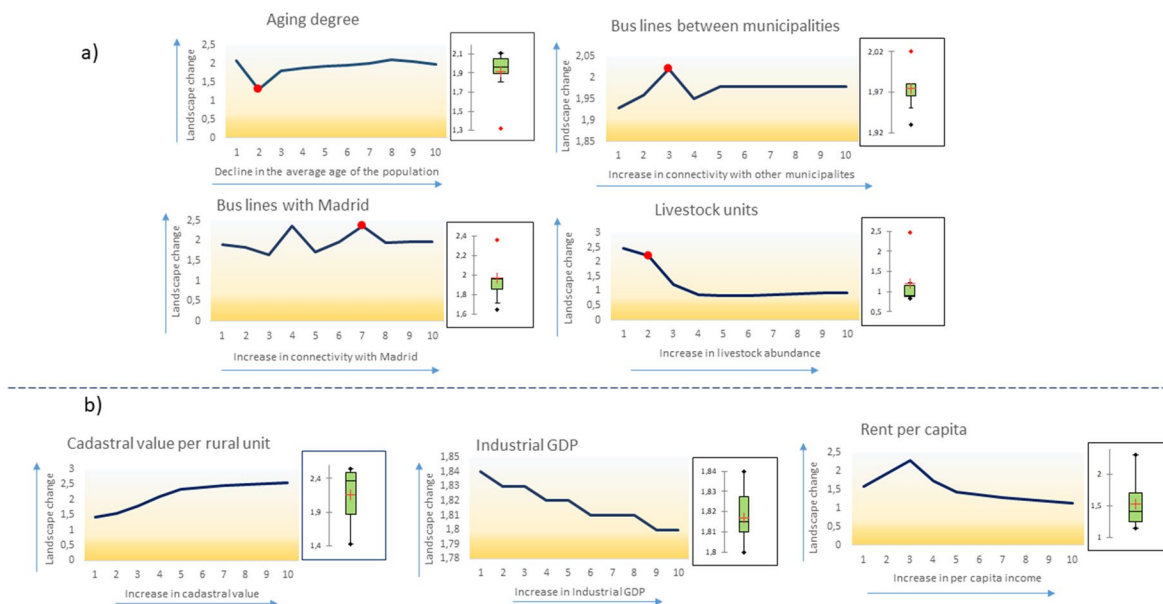 a)
Aging degree
Landscape change
2,5
2
1,5
1
0,5
0
1 2 3 4 5 6 7 8 9 10
Decline in the average age of the population
2,1
1,9
1,7
1,5
1,3
Bus lines between municipalities
Landscape change
2,05
2
1,95
1,9
1,85
1 2 3 4 5 6 7 8 9 10
Increase in connectivity with other municipalites
2,02
1,97
1,92
Bus lines with Madrid
Landscape change
2,5
2
1,5
1
0,5
0
1 2 3 4 5 6 7 8 9 10
Increase in connectivity with Madrid
2,4
2,2
2
1,8
1,6
Livestock units
Landscape change
3
2,5
2
1,5
1
0,5
0
1 2 3 4 5 6 7 8 9 10
Increase in livestock abundance
2,5
2
1,5
1
0,5
b)
Cadastral value per rural unit
Landscape change
3
2,5
2
1,5
1
0,5
0
1 2 3 4 5 6 7 8 9 10
Increase in cadastral value
2,4
1,9
1,4
Industrial GDP
Landscape change
1,85
1,84
1,83
1,82
1,81
1,8
1,79
1,78
1 2 3 4 5 6 7 8 9 10
Increase in Industrial GDP
1,84
1,83
1,82
1,81
1,8
Rent per capita
Landscape change
2,5
2
1,5
1
0,5
0
1 2 3 4 5 6 7 8 9 10
Increase in per capita income
2
1,5
1